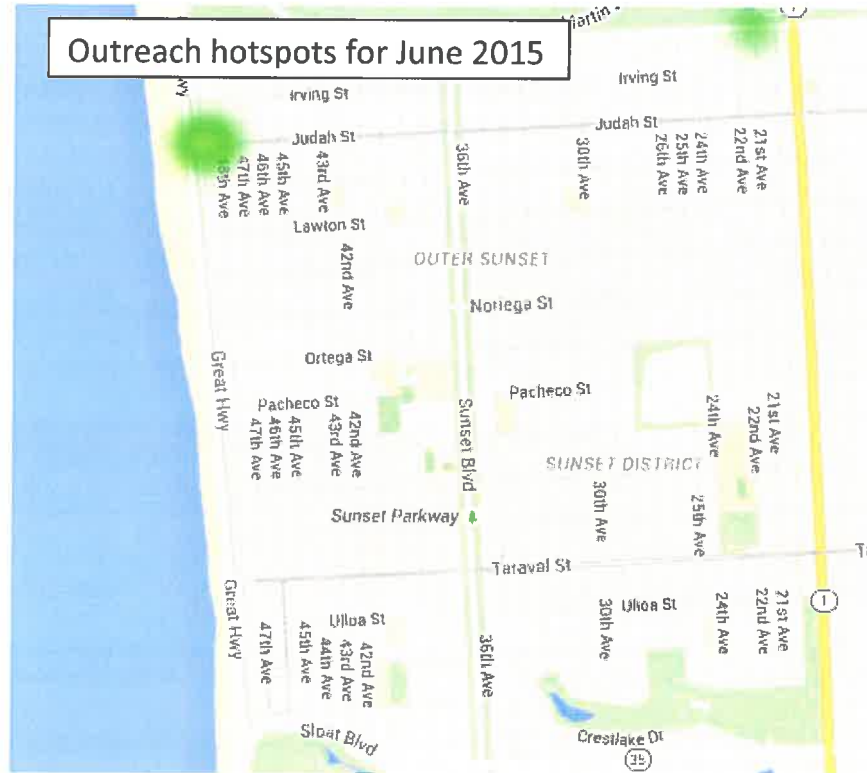 Outreach hotspots for June 2015
Martin
Irving St
Irving St
Judah St
Judah St
48th Ave
47th Ave
46th Ave
45th Ave
43rd Ave
36th Ave
30th Ave
26th Ave
25th Ave
24th Ave
22nd Ave
21st Ave
Lawton St
42nd Ave
OUTER SUNSET
Noriega St
Ortega St
Great Hwy
Pacheco St
Pacheco St
47th Ave
46th Ave
45th Ave
43rd Ave
42nd Ave
Sunset Blvd
24th Ave
22nd Ave
21st Ave
SUNSET DISTRICT
30th Ave
25th Ave
Sunset Parkway
Taraval St
Great Hwy
Ulloa St
Ulloa St
47th Ave
45th Ave
44th Ave
43rd Ave
42nd Ave
36th Ave
30th Ave
24th Ave
22nd Ave
21st Ave
1
Sloat Blvd
Crestlake Dr
35